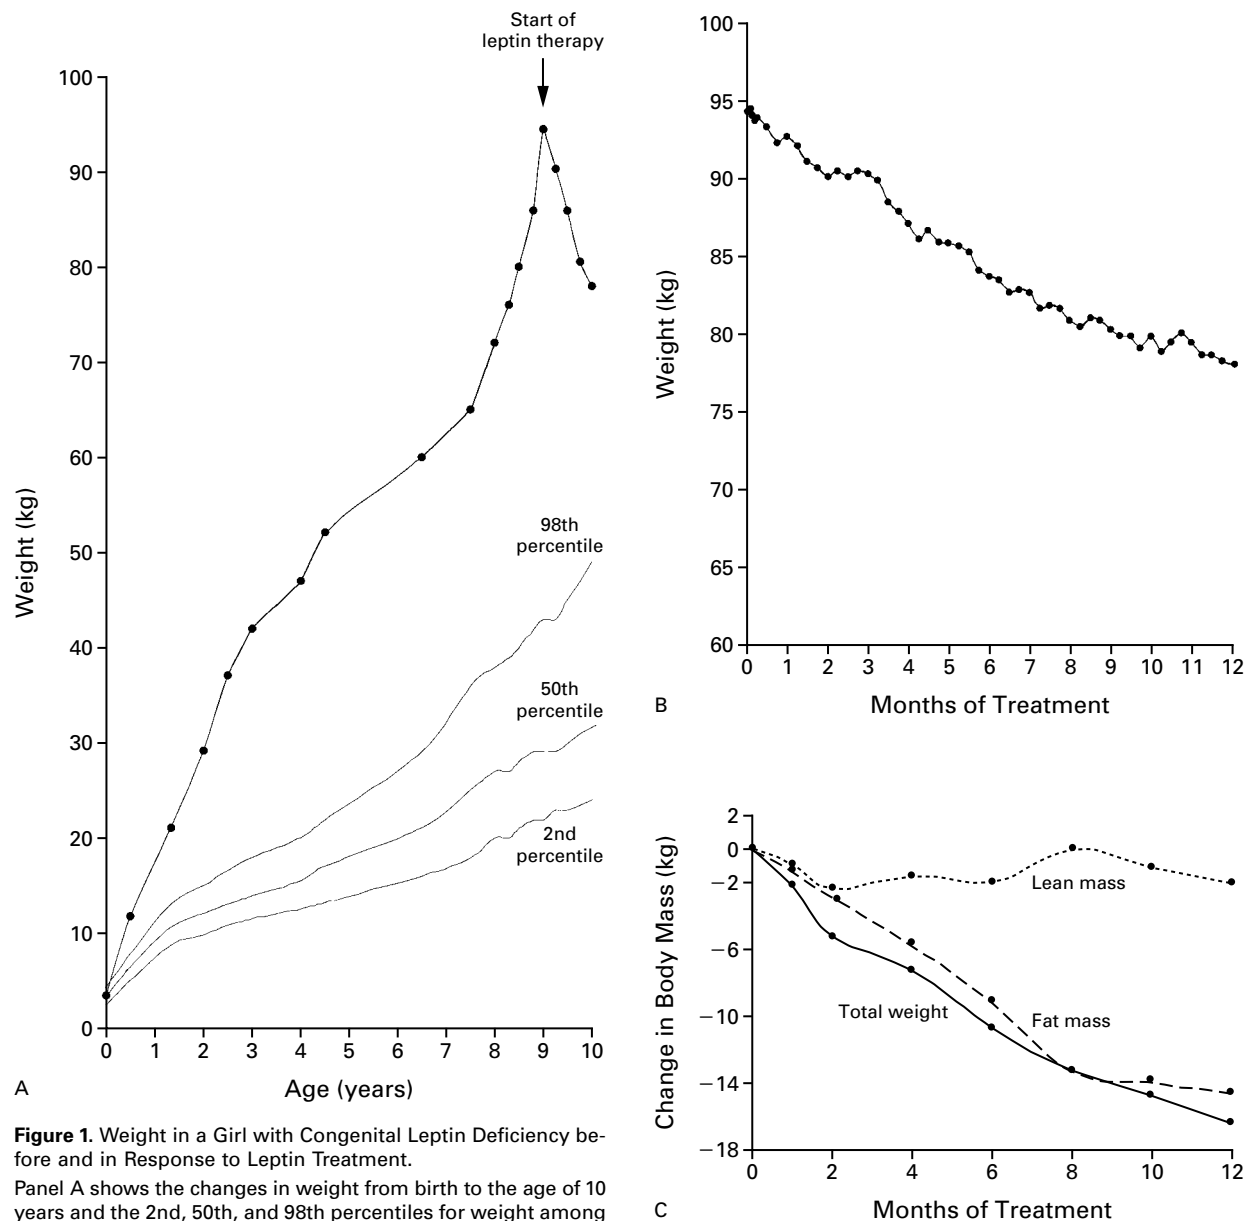 Start of
leptin therapy
100
90
80
70
60
50
40
30
20
10
0
Weight (kg)
98th
percentile
50th
percentile
2nd
percentile
0 1 2 3 4 5 6 7 8 9 10
Age (years)
A
Figure 1. Weight in a Girl with Congenital Leptin Deficiency be-
fore and in Response to Leptin Treatment.
Panel A shows the changes in weight from birth to the age of 10
years and the 2nd, 50th, and 98th percentiles for weight among
100
95
90
85
80
75
70
65
60
Weight (kg)
0 1 2 3 4 5 6 7 8 9 10 11 12
Months of Treatment
B
2
0
−2
−6
−10
−14
−18
Change in Body Mass (kg)
Lean mass
Total weight
Fat mass
0 2 4 6 8 10 12
Months of Treatment
C